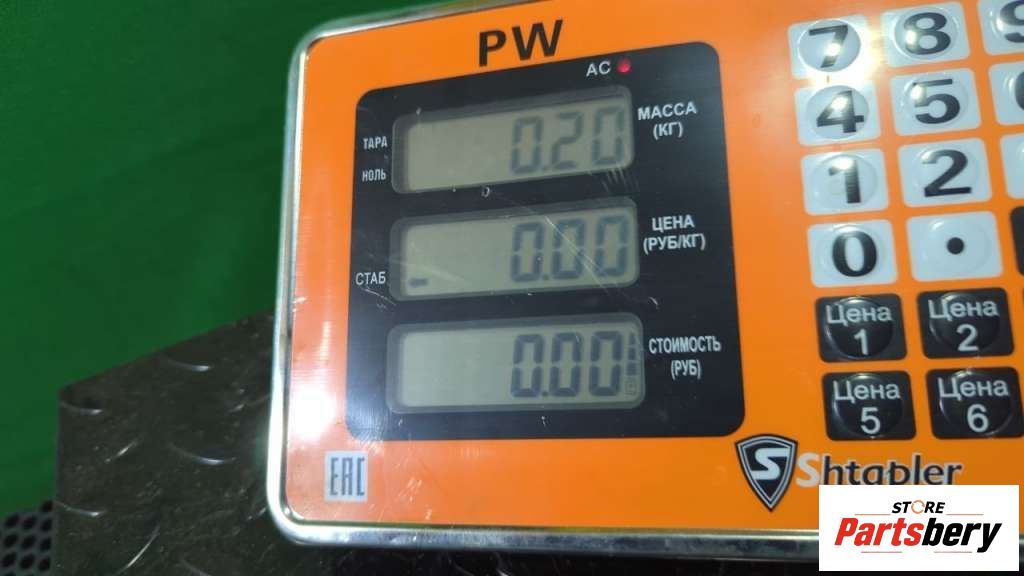 PW
AC
0.20
МАССА
(КГ)
ТАРА
НОЛЬ
0.00
ЦЕНА
(РУБ/КГ)
СТАБ
0.00
СТОИМОСТЬ
(РУБ)
EAC
Shtapler
7 8 9
4 5
1 2
0 .
Цена
1
Цена
2
Цена
5
Цена
6
STORE
Partsbery